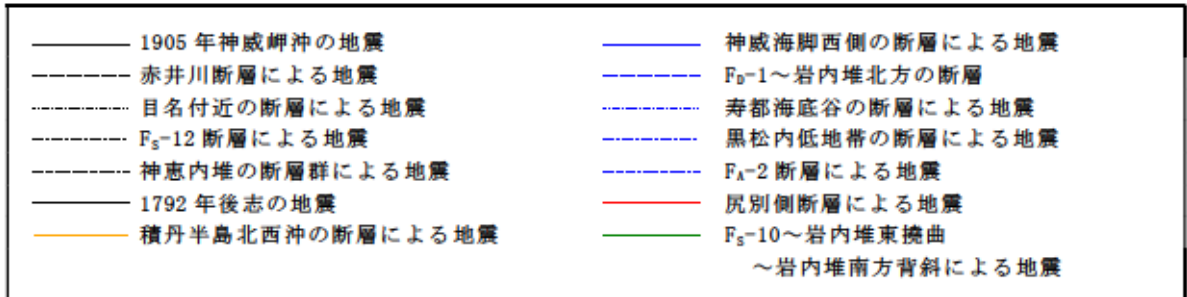 1905年神威岬沖の地震
赤井川断層による地震
目名付近の断層による地震
Fs-12断層による地震
神恵内堆の断層群による地震
1792年後志の地震
積丹半島北西沖の断層による地震
神威海脚西側の断層による地震
FD-1～岩内堆北方の断層
寿都海底谷の断層による地震
黒松内低地帯の断層による地震
FA-2断層による地震
尻別側断層による地震
Fs-10～岩内堆東撓曲
～岩内堆南方背斜による地震